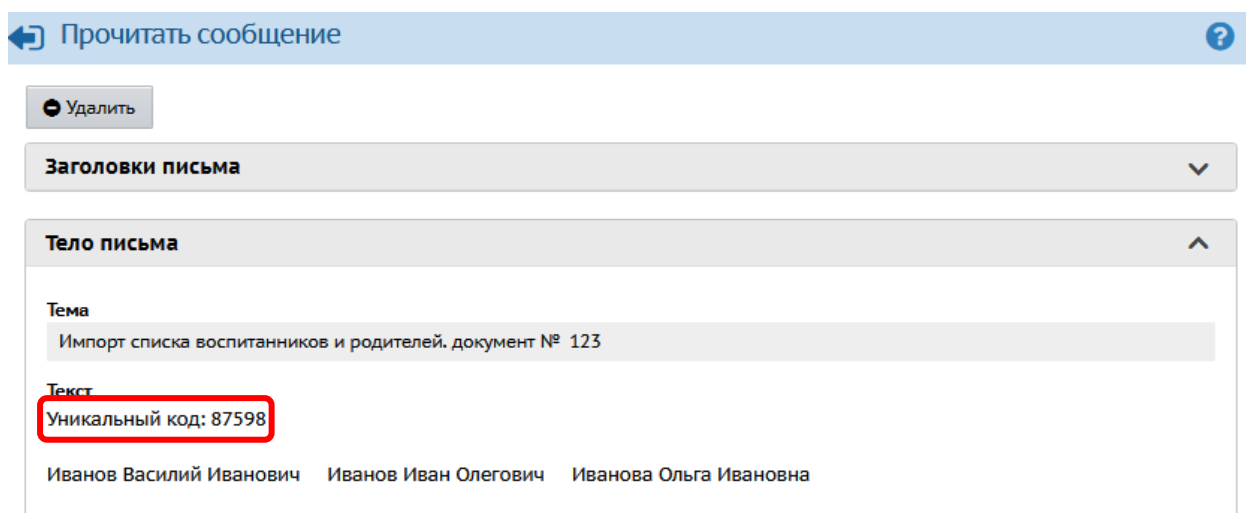 Прочитать сообщение
Удалить
Заголовки письма
Тело письма
Тема
Импорт списка воспитанников и родителей. документ № 123
Текст
Уникальный код: 87598
Иванов Василий Иванович Иванов Иван Олегович Иванова Ольга Ивановна